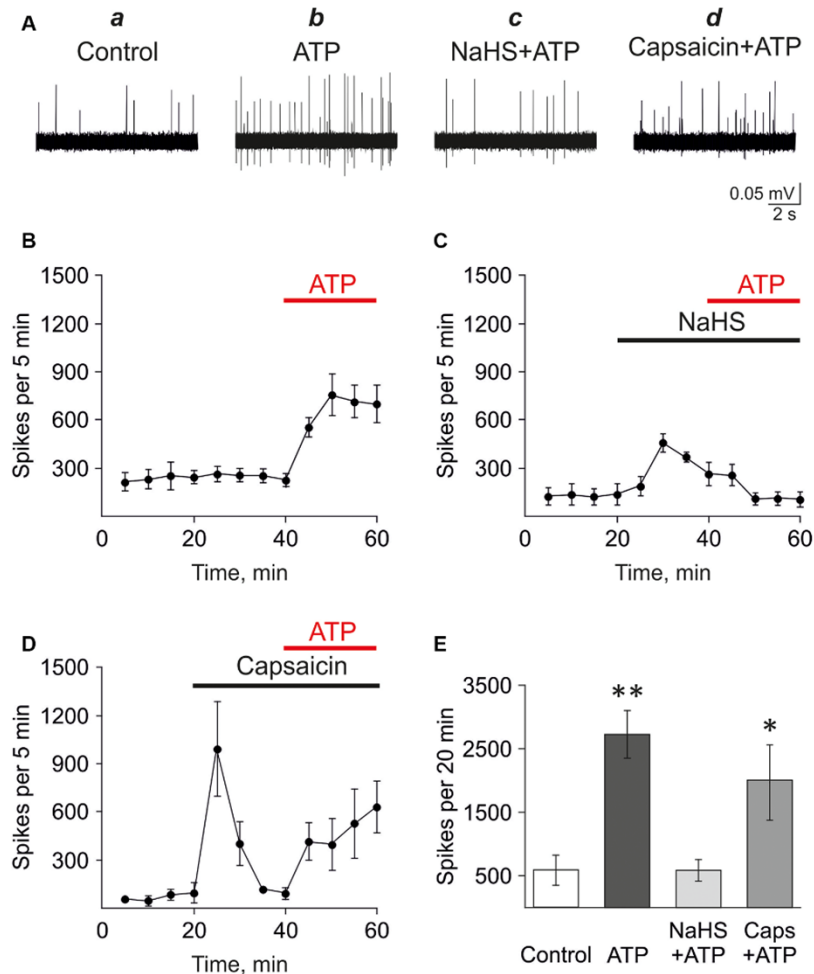 A
a b c d
Control ATP NaHS+ATP Capsaicin+ATP
0.05 mV
2 s
B
1500
1200
900
600
300
0 20 40 60
Spikes per 5 min
Time, min
ATP
C
1500
1200
900
600
300
0 20 40 60
Spikes per 5 min
Time, min
ATP
NaHS
D
1500
1200
900
600
300
0 20 40 60
Spikes per 5 min
Time, min
ATP
Capsaicin
E
3500
2500
1500
500
Spikes per 20 min
**
*
Control ATP NaHS +ATP Caps +ATP